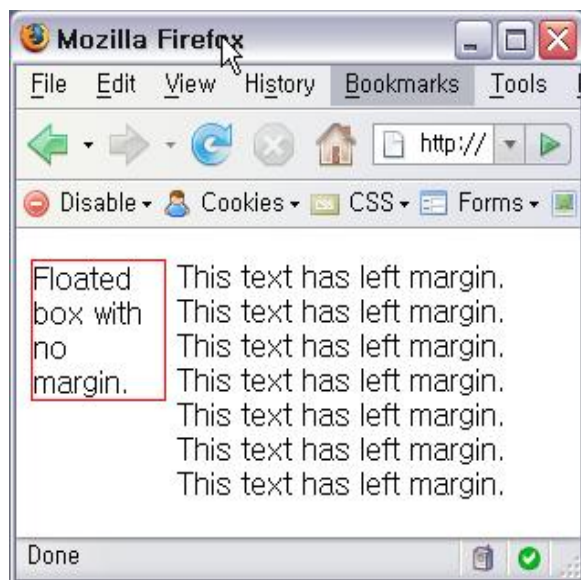 Mozilla Firefox
File Edit View History Bookmarks Tools
http://
Disable Cookies CSS Forms
Floated
box with
no
margin.
This text has left margin.
This text has left margin.
This text has left margin.
This text has left margin.
This text has left margin.
This text has left margin.
This text has left margin.
Done